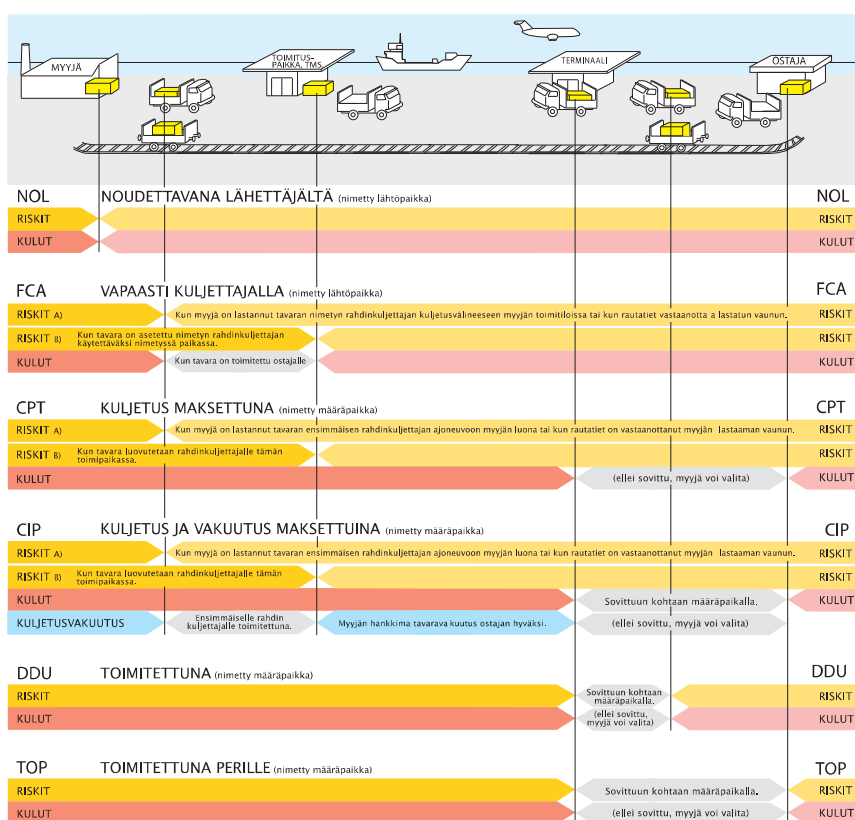 MYYJÄ
TOIMITUS-
PAIKKA, TMS
TERMINAALI
OSTAJA
NOL NOUDETTAVANA LÄHETTÄJÄLTÄ (nimetty lähtöpaikka) NOL
RISKIT RISKIT
KULUT KULUT
FCA VAPAASTI KULJETTAJALLA (nimetty lähtöpaikka) FCA
RISKIT A) Kun myyjä on lastannut tavaran nimetyn rahdinkuljettajan kuljetusvälineeseen myyjän toimitiloissa tai kun rautatiet vastaanotta a lastatun vaunun. RISKIT
RISKIT B) Kun tavara on asetettu nimetyn rahdinkuljettajan
käytettäväksi nimetyssä paikassa. RISKIT
KULUT Kun tavara on toimitettu ostajalle KULUT
CPT KULJETUS MAKSETTUNA (nimetty määräpaikka) CPT
RISKIT A) Kun myyjä on lastannut tavaran ensimmäisen rahdinkuljettajan ajoneuvoon myyjän luona tai kun rautatiet on vastaanottanut myyjän lastaaman vaunun. RISKIT
RISKIT B) Kun tavara luovutetaan rahdinkuljettajalle tämän
toimipaikassa. RISKIT
KULUT (ellei sovittu, myyjä voi valita) KULUT
CIP KULJETUS JA VAKUUTUS MAKSETTUINA (nimetty määräpaikka) CIP
RISKIT A) Kun myyjä on lastannut tavaran ensimmäisen rahdinkuljettajan ajoneuvoon myyjän luona tai kun rautatiet on vastaanottanut myyjän lastaaman vaunun. RISKIT
RISKIT B) Kun tavara luovutetaan rahdinkuljettajalle tämän
toimipaikassa. RISKIT
KULUT Sovittuun kohtaan määräpaikalla. KULUT
KULJETUSVAKUUTUS Ensimmäiselle rahdin
kuljettajalle toimitettuna. Myyjän hankkima tavarava kuutus ostajan hyväksi. (ellei sovittu, myyjä voi valita)
DDU TOIMITETTUNA (nimetty määräpaikka) DDU
RISKIT Sovittuun kohtaan
määräpaikalla. RISKIT
KULUT (ellei sovittu,
myyjä voi valita) KULUT
TOP TOIMITETTUNA PERILLE (nimetty määräpaikka) TOP
RISKIT Sovittuun kohtaan määräpaikalla. RISKIT
KULUT (ellei sovittu, myyjä voi valita) KULUT